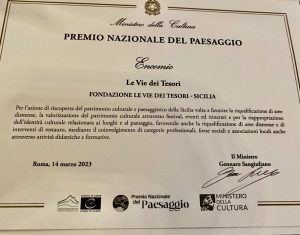 Ministero della Cultura
PREMIO NAZIONALE DEL PAESAGGIO
Encomio
Le Vie dei Tesori
FONDAZIONE LE VIE DEI TESORI - SICILIA
Per l'azione di riscoperta del patrimonio culturale e paesaggistico della Sicilia volta a favorire la riqualificazione di aree
dismesse, la valorizzazione del patrimonio culturale attraverso festival, eventi ed itinerari e per la riappropriazione
dell'identità culturale relazionate ai luoghi e al paesaggio, favorendo anche la riqualificazione di aree dismesse e di
interventi di restauro, mediante il coinvolgimento di categorie professionali, forze sociali e associazioni locali anche
attraverso attività didattiche e formative.
Roma, 14 marzo 2023
Il Ministro
Gennaro Sangiuliano
Premio Nazionale
del Paesaggio
MINISTERO
DELLA
CULTURA